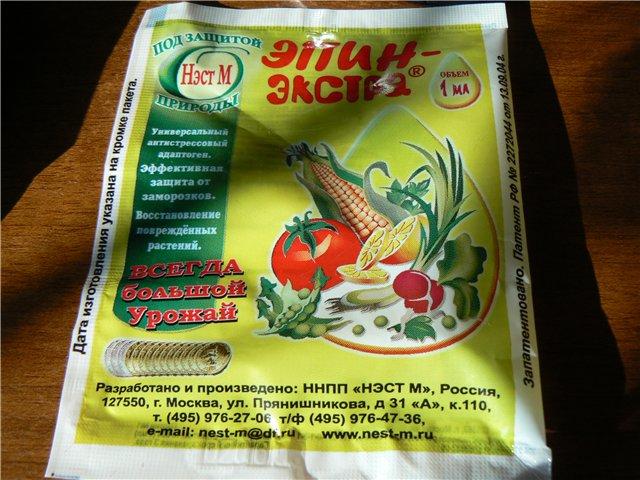 ПОД ЗАЩИТОЙ
Нэст М
ПРИРОДЫ
ЭПИН-
ЭКСТРА®
ОБЪЕМ
1 мл
Универсальный
антистрессовый
адаптоген.
Эффективная
защита от
заморозков.
Восстановление
повреждённых
растений.
ВСЕГДА
большой
Урожай
Дата изготовления указана на кромке пакета.
Запатентовано. Патент РФ № 2272044 от 13.09.04 г.
Разработано и произведено: ННПП «НЭСТ М», Россия,
127550, г. Москва, ул. Прянишникова, д 31 «А», к.110,
т. (495) 976-27-06, т/ф (495) 976-47-36,
e-mail: nest-m@df.ru www.nest-m.ru